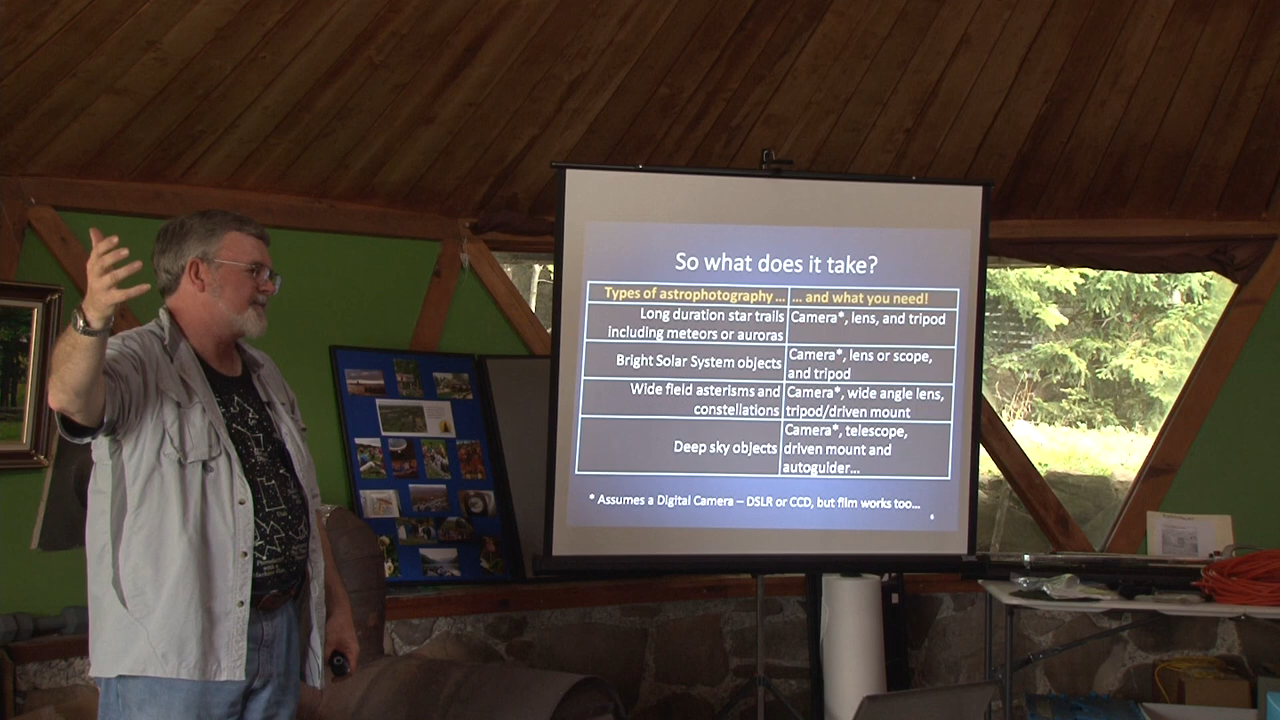 So what does it take?
Types of astrophotography ... ... and what you need!
Long duration star trails Camera*, lens, and tripod
including meteors or auroras
Bright Solar System objects Camera*, lens or scope,
and tripod
Wide field asterisms and Camera*, wide angle lens,
constellations tripod/driven mount
Deep sky objects Camera*, telescope,
driven mount and
autoguider...
* Assumes a Digital Camera – DSLR or CCD, but film works too...
6